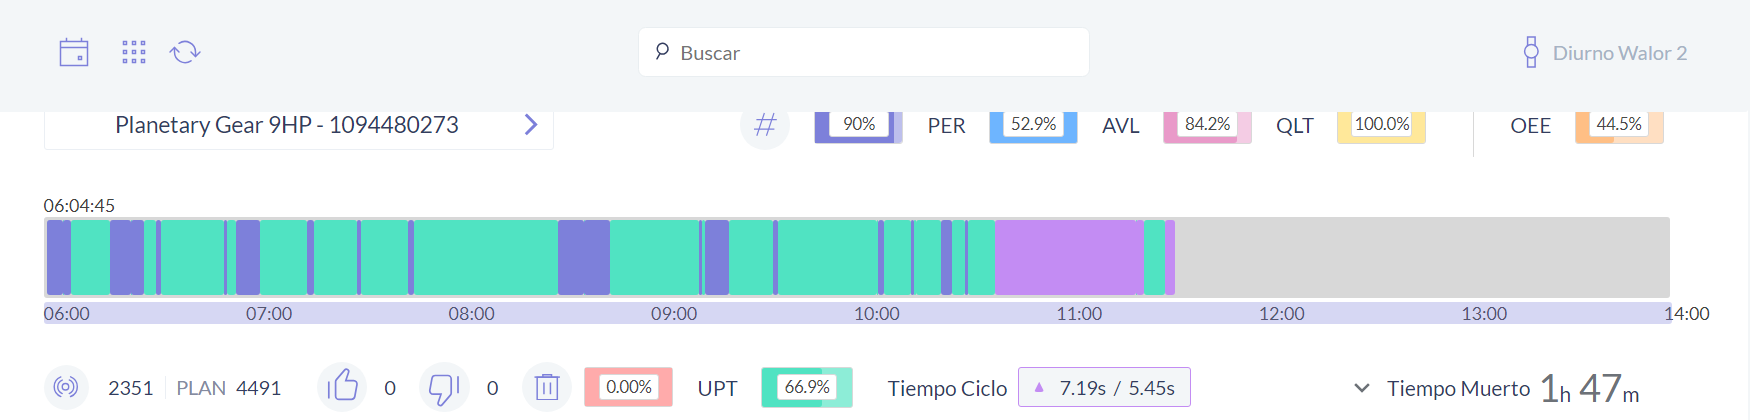 Buscar
Diurno Walor 2
Planetary Gear 9HP - 1094480273
# 90% PER 52.9% AVL 84.2% QLT 100.0% OEE 44.5%
06:04:45
06:00 07:00 08:00 09:00 10:00 11:00 12:00 13:00 14:00
2351 PLAN 4491 0 0 0.00% UPT 66.9% Tiempo Ciclo 7.19s / 5.45s Tiempo Muerto 1h 47m